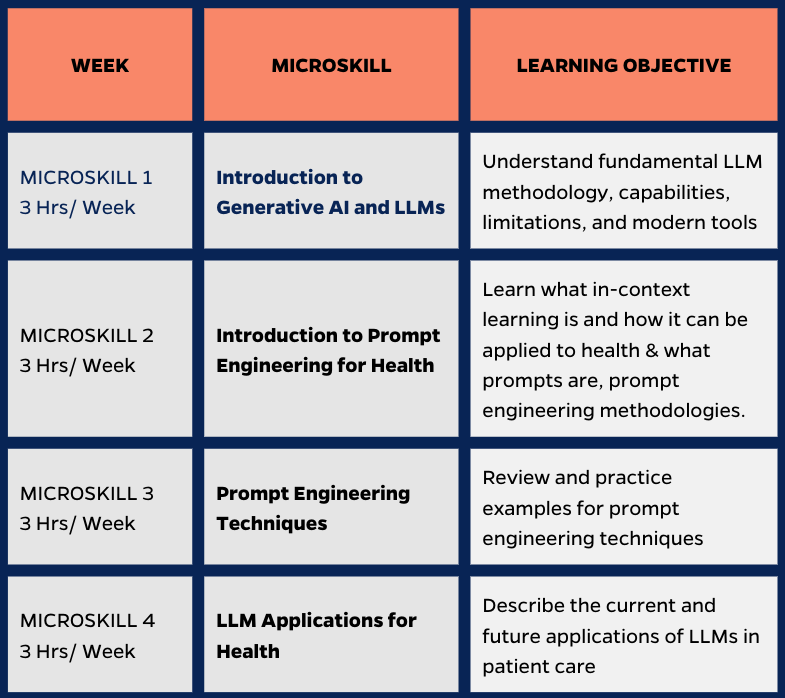 WEEK
MICROSKILL
LEARNING OBJECTIVE
MICROSKILL 1
3 Hrs/ Week
Introduction to
Generative AI and LLMs
Understand fundamental LLM
methodology, capabilities,
limitations, and modern tools
MICROSKILL 2
3 Hrs/ Week
Introduction to Prompt
Engineering for Health
Learn what in-context
learning is and how it can be
applied to health & what
prompts are, prompt
engineering methodologies.
MICROSKILL 3
3 Hrs/ Week
Prompt Engineering
Techniques
Review and practice
examples for prompt
engineering techniques
MICROSKILL 4
3 Hrs/ Week
LLM Applications for
Health
Describe the current and
future applications of LLMs in
patient care